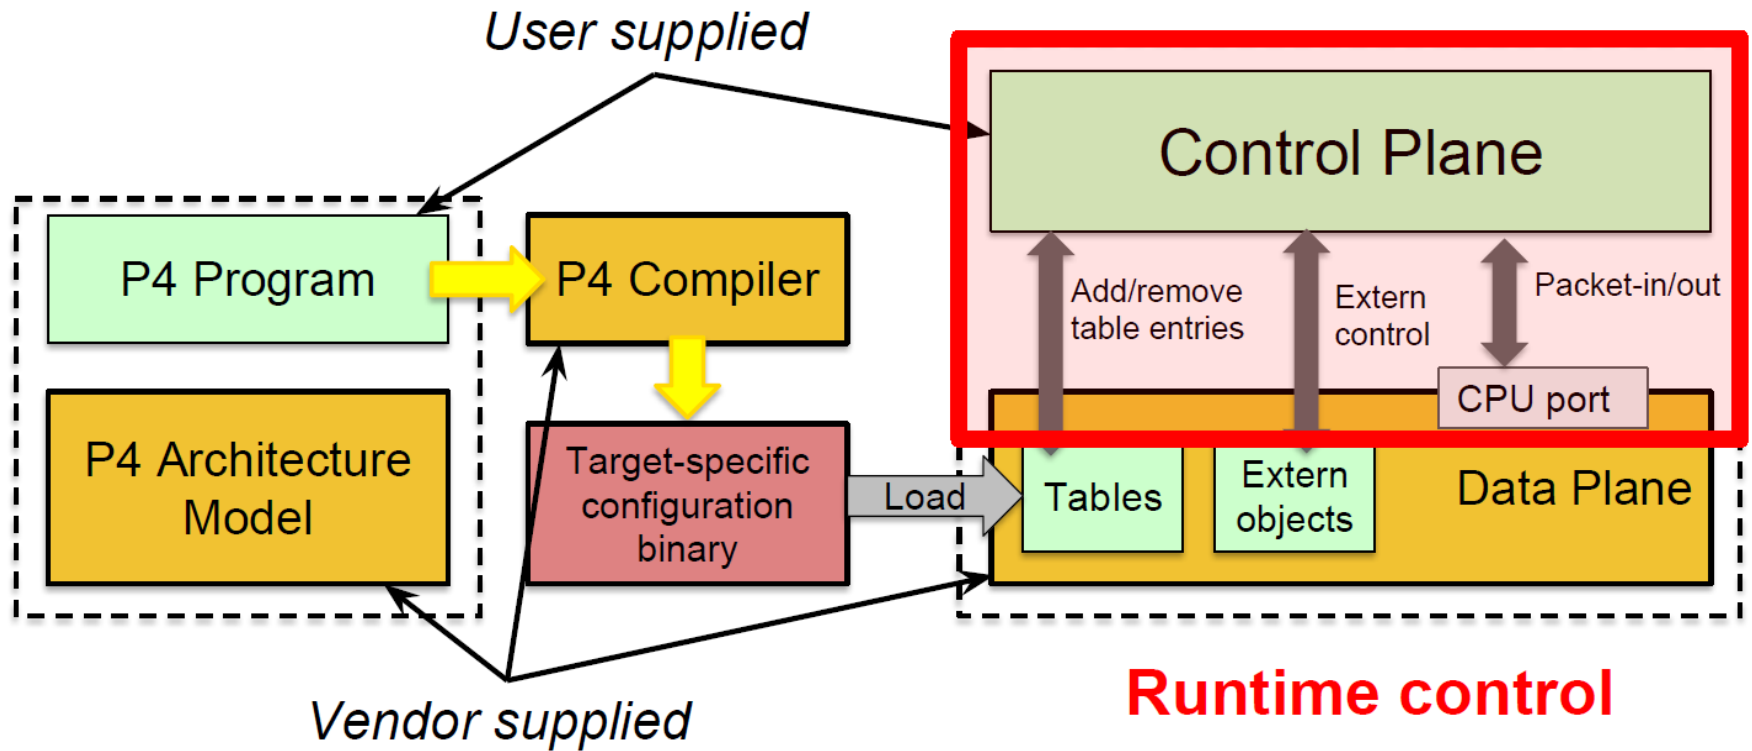 User supplied
Control Plane
P4 Program
P4 Compiler
Add/remove
table entries
Extern
control
Packet-in/out
CPU port
P4 Architecture
Model
Target-specific
configuration
binary
Load
Tables
Extern
objects
Data Plane
Vendor supplied
Runtime control